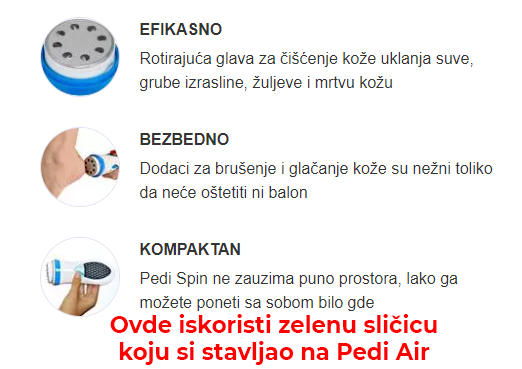 EFIKASNO
Rotirajuća glava za čišćenje kože uklanja suve,
grube izrasline, žuljeve i mrtvu kožu
BEZBEDNO
Dodaci za brušenje i glačanje kože su nežni toliko
da neće oštetiti ni balon
KOMPAKTAN
Pedi Spin ne zauzima puno prostora, lako ga
možete poneti sa sobom bilo gde
Ovde iskoristi zelenu sličicu
koju si stavljao na Pedi Air